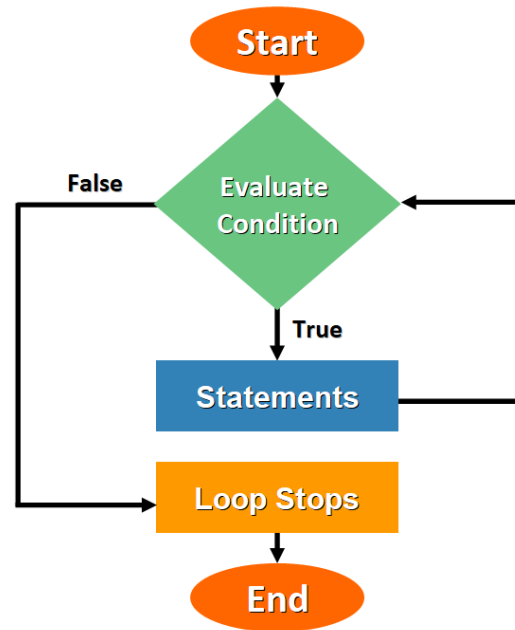 Start
Evaluate
Condition
False
True
Statements
Loop Stops
End